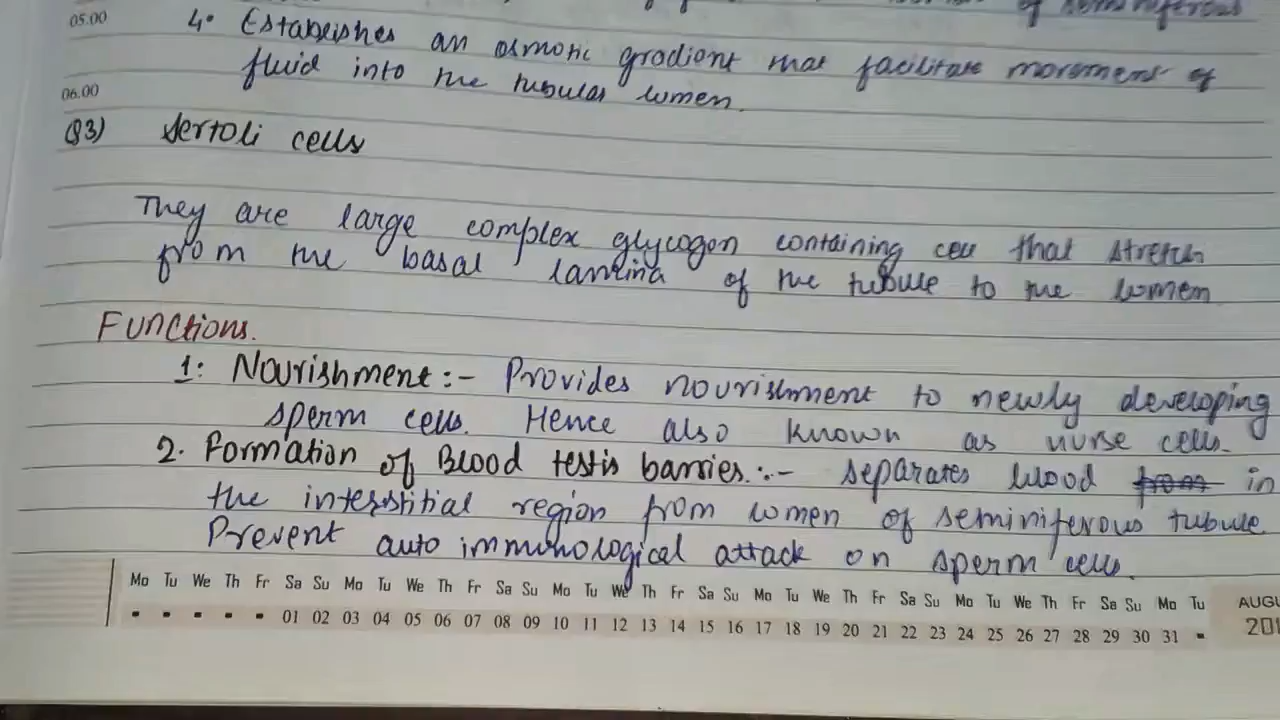 of seminiferous
05.00
4. Establishes an osmotic gradient that facilitate movement of
fluid into the tubular lumen.
06.00
Q3) Sertoli cells
They are large complex glycogen containing cell that stretch
from the basal lamina of the tubule to the lumen
Functions.
1: Nourishment :- Provides nourishment to newly developing
sperm cells. Hence also known as nurse cells.
2. Formation of Blood testis barries :- separates blood from in
the interstitial region from lumen of seminiferous tubule
Prevent auto immunological attack on sperm cells.
Mo Tu We Th Fr Sa Su Mo Tu We Th Fr Sa Su Mo Tu We Th Fr Sa Su Mo Tu We Th Fr Sa Su Mo Tu We Th Fr Sa Su Mo Tu
01 02 03 04 05 06 07 08 09 10 11 12 13 14 15 16 17 18 19 20 21 22 23 24 25 26 27 28 29 30 31
AUGU
201